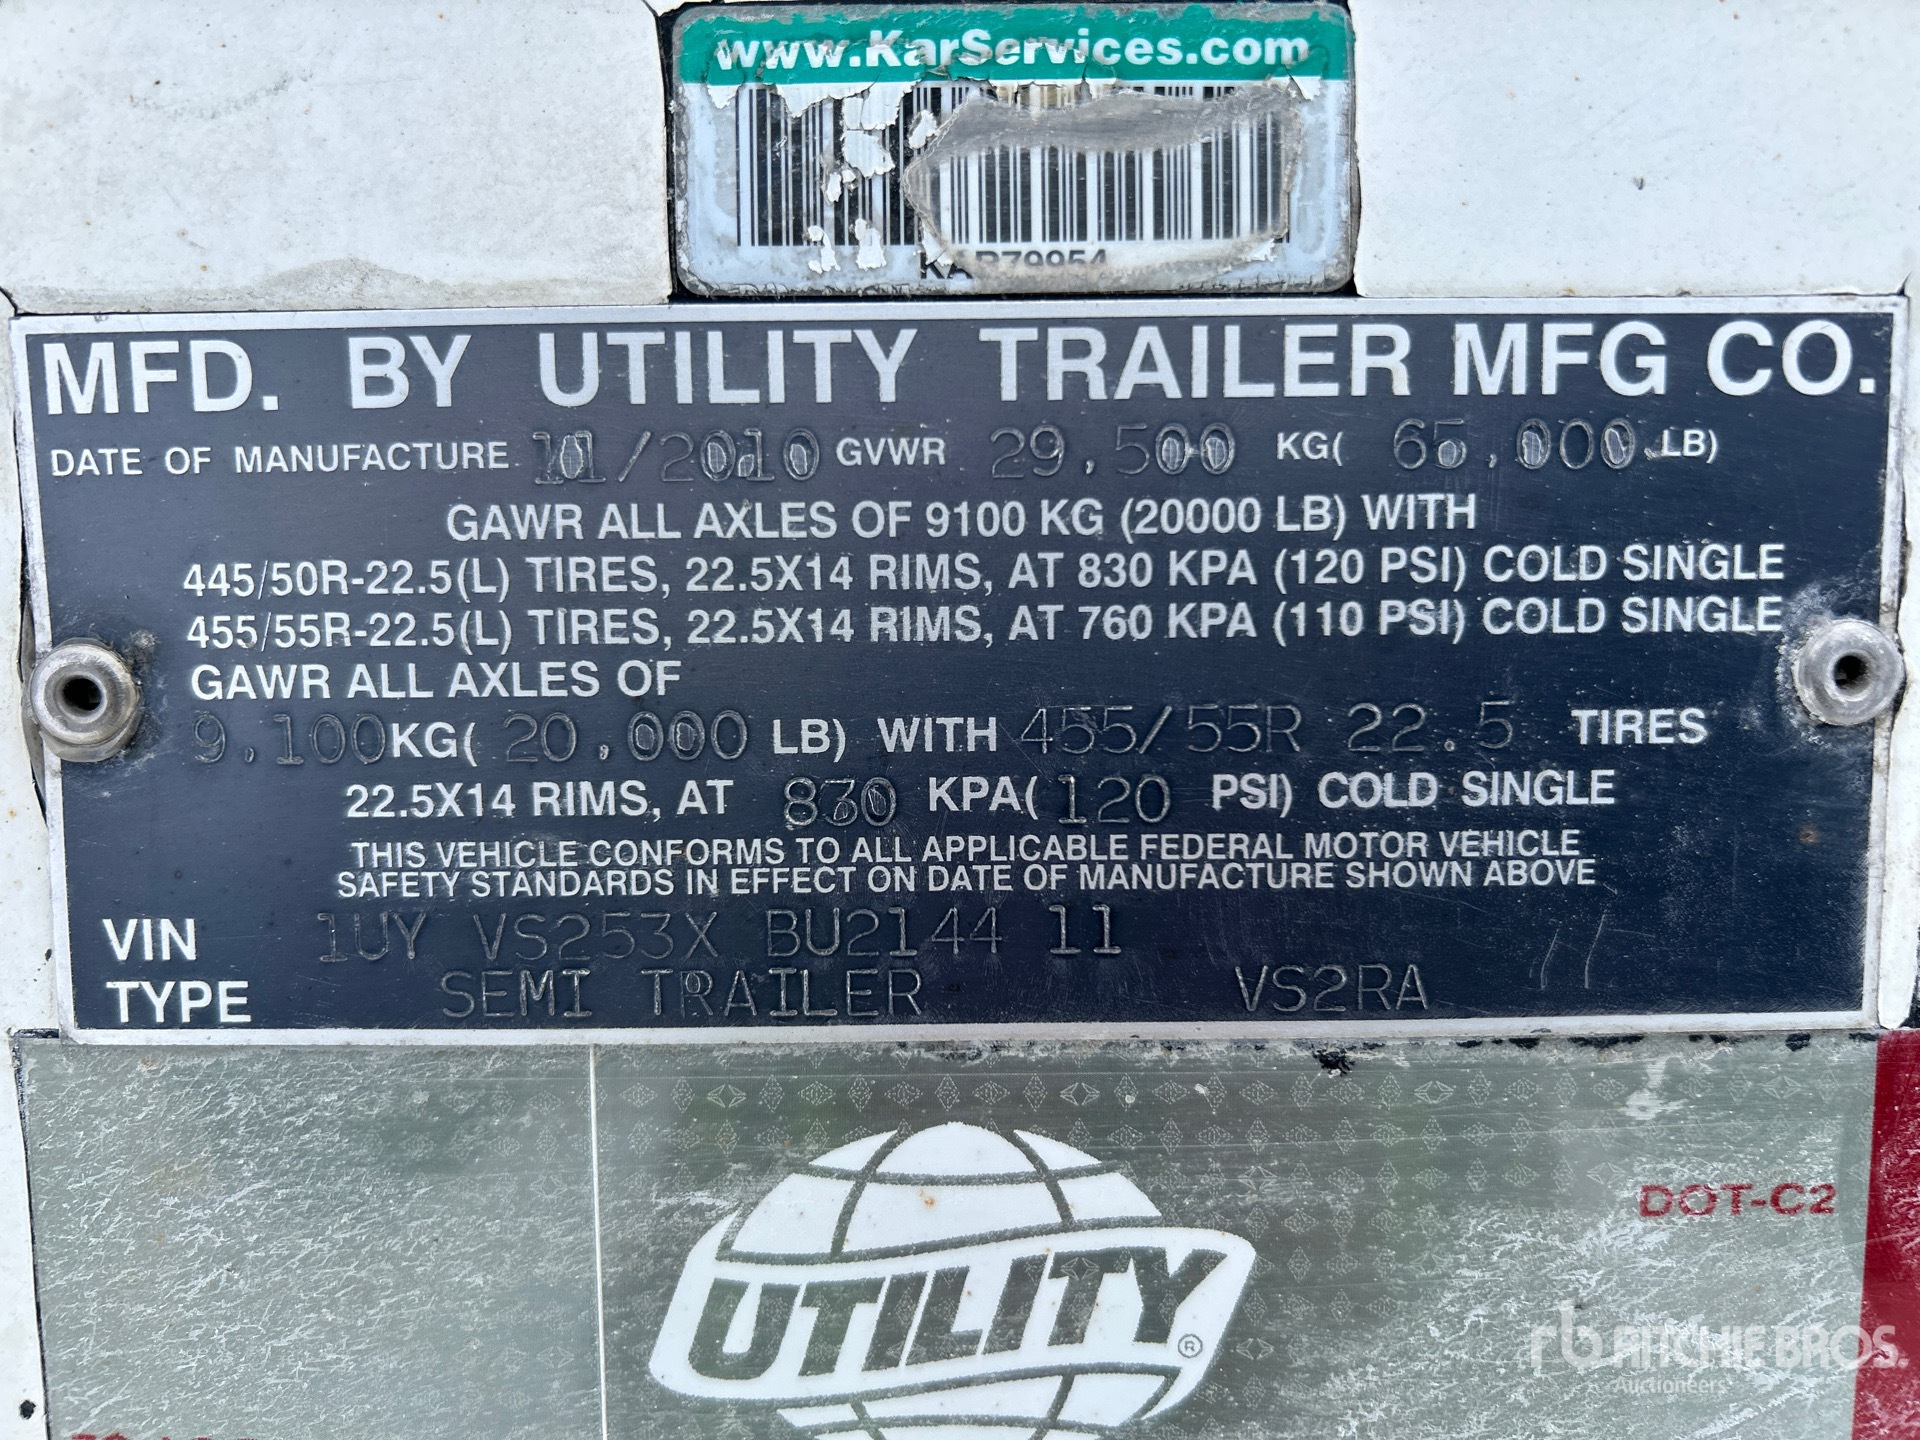 www.KarServices.com
KAR79954
MFD. BY UTILITY TRAILER MFG CO.
DATE OF MANUFACTURE 11/2010 GVWR 29,500 KG( 65,000 LB)
GAWR ALL AXLES OF 9100 KG (20000 LB) WITH
445/50R-22.5(L) TIRES, 22.5X14 RIMS, AT 830 KPA (120 PSI) COLD SINGLE
455/55R-22.5(L) TIRES, 22.5X14 RIMS, AT 760 KPA (110 PSI) COLD SINGLE
GAWR ALL AXLES OF
9,100KG( 20,000 LB) WITH 455/55R 22.5 TIRES
22.5X14 RIMS, AT 830 KPA( 120 PSI) COLD SINGLE
THIS VEHICLE CONFORMS TO ALL APPLICABLE FEDERAL MOTOR VEHICLE
SAFETY STANDARDS IN EFFECT ON DATE OF MANUFACTURE SHOWN ABOVE
VIN 1UY VS253X BU2144 11
TYPE SEMI TRAILER VS2RA 11
DOT-C2
UTILITY®
rb RITCHIE BROS.
Auctioneers